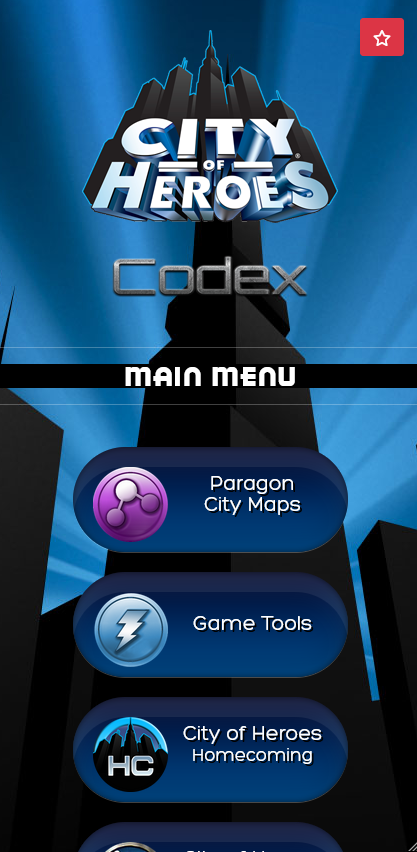 CITY
OF
HEROES®
Codex
MAIN MENU
Paragon
City Maps
Game Tools
HC
City of Heroes
Homecoming